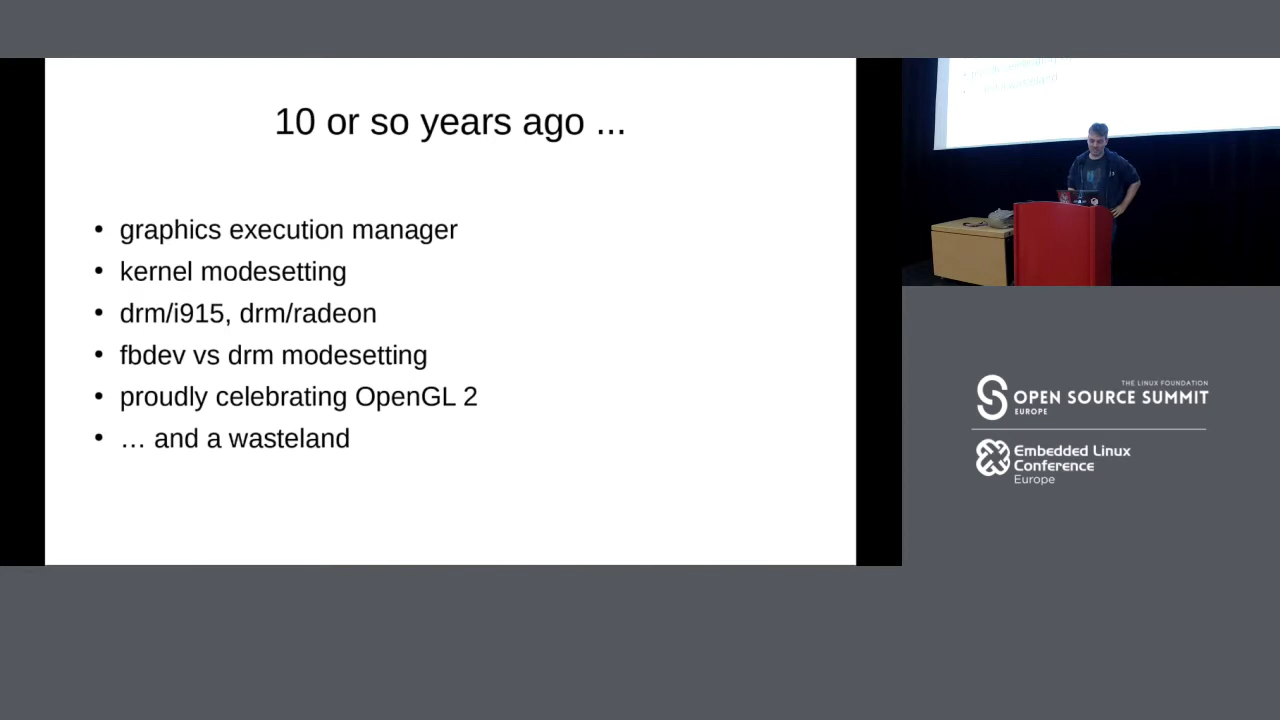 10 or so years ago ...
• graphics execution manager
• kernel modesetting
• drm/i915, drm/radeon
• fbdev vs drm modesetting
• proudly celebrating OpenGL 2
• … and a wasteland
THE LINUX FOUNDATION
OPEN SOURCE SUMMIT
EUROPE
Embedded Linux
Conference
Europe